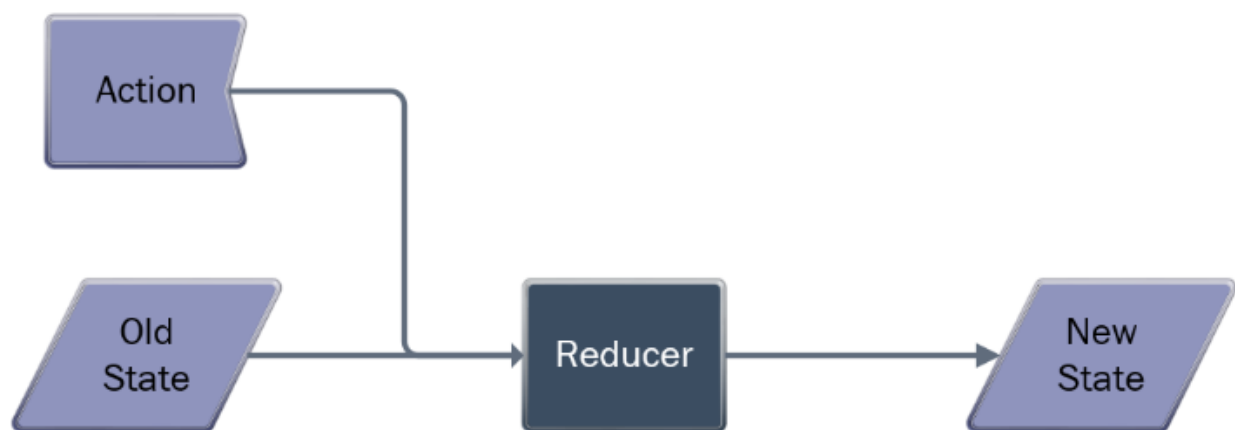 Action
Old
State
Reducer
New
State